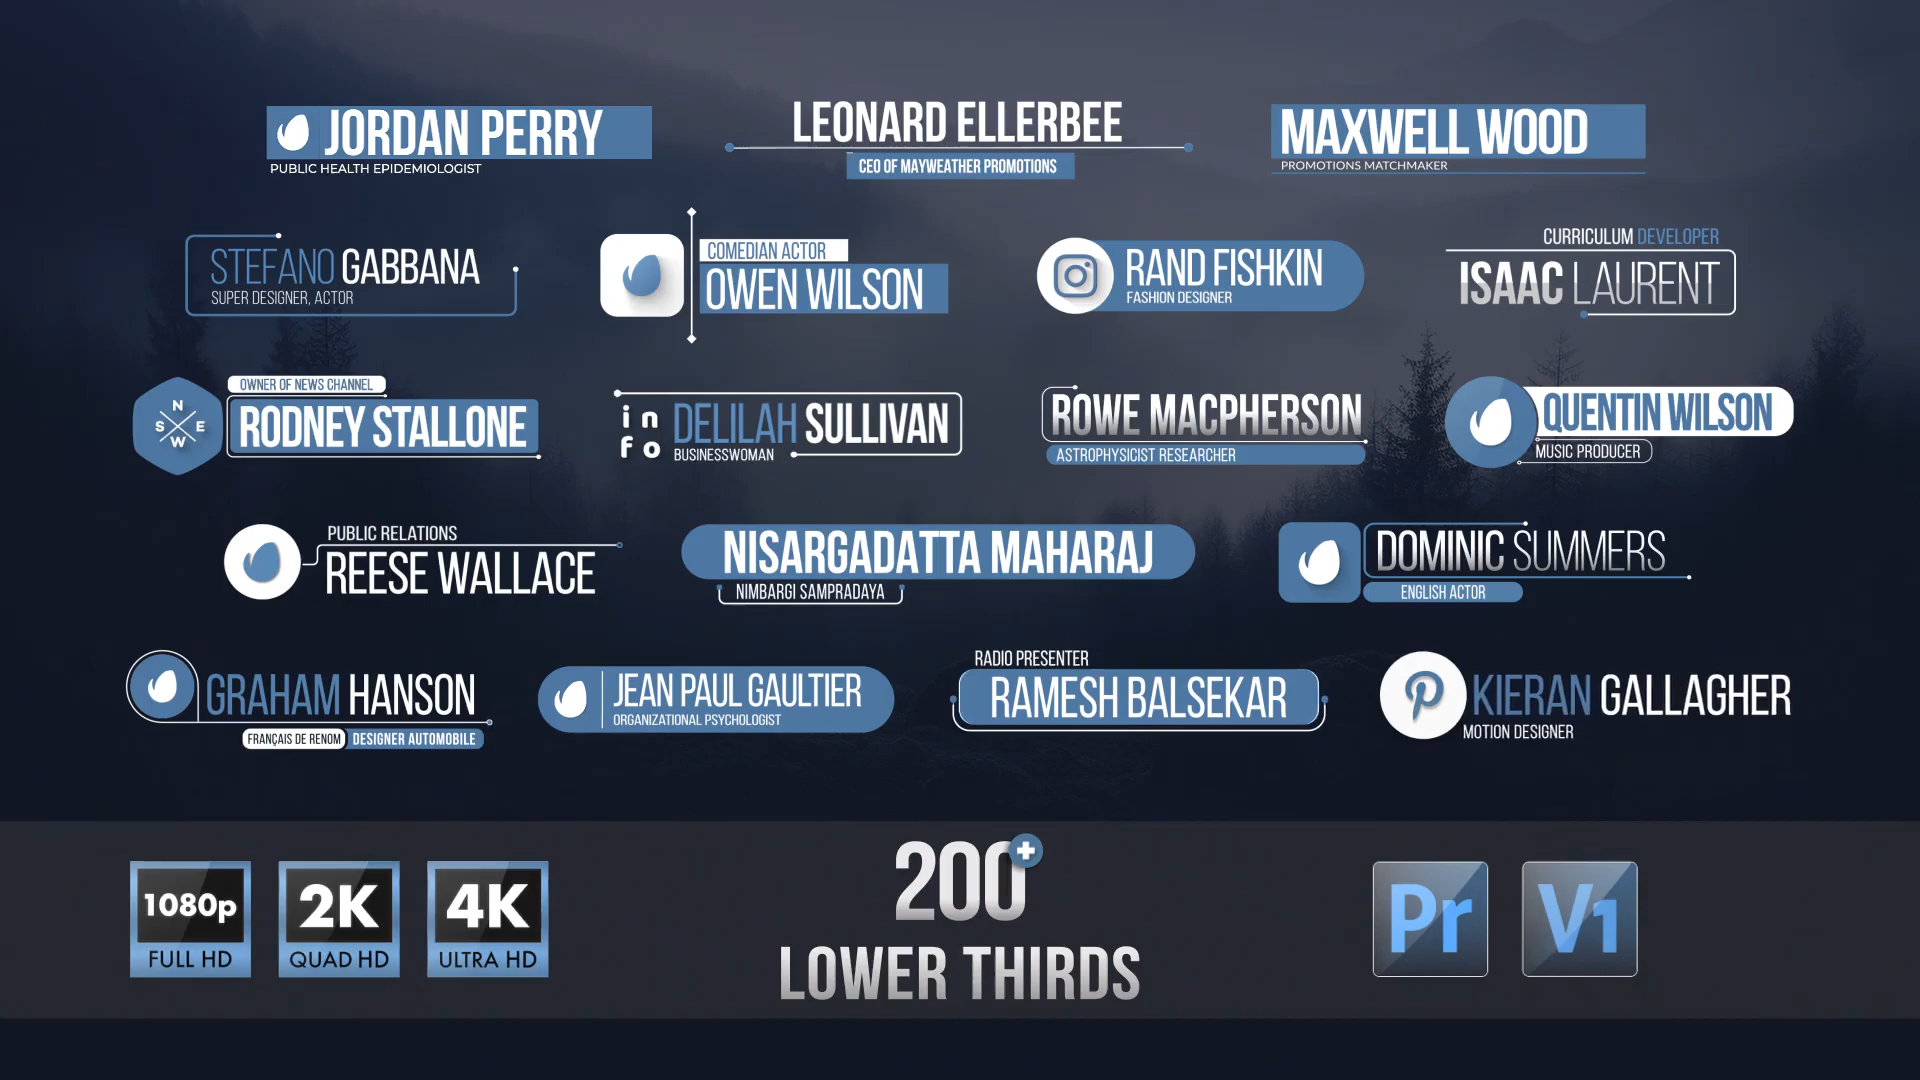 JORDAN PERRY
PUBLIC HEALTH EPIDEMIOLOGIST
LEONARD ELLERBEE
CEO OF MAYWEATHER PROMOTIONS
MAXWELL WOOD
PROMOTIONS MATCHMAKER
STEFANO GABBANA
SUPER DESIGNER, ACTOR
COMEDIAN ACTOR
OWEN WILSON
RAND FISHKIN
FASHION DESIGNER
CURRICULUM DEVELOPER
ISAAC LAURENT
N
S E
W
OWNER OF NEWS CHANNEL
RODNEY STALLONE
in
fo
DELILAH SULLIVAN
BUSINESSWOMAN
ROWE MACPHERSON
ASTROPHYSICIST RESEARCHER
QUENTIN WILSON
MUSIC PRODUCER
PUBLIC RELATIONS
REESE WALLACE
NISARGADATTA MAHARAJ
NIMBARGI SAMPRADAYA
DOMINIC SUMMERS
ENGLISH ACTOR
GRAHAM HANSON
FRANÇAIS DE RENOM DESIGNER AUTOMOBILE
JEAN PAUL GAULTIER
ORGANIZATIONAL PSYCHOLOGIST
RADIO PRESENTER
RAMESH BALSEKAR
KIERAN GALLAGHER
MOTION DESIGNER
1080p
FULL HD
2K
QUAD HD
4K
ULTRA HD
200+
LOWER THIRDS
Pr
V1